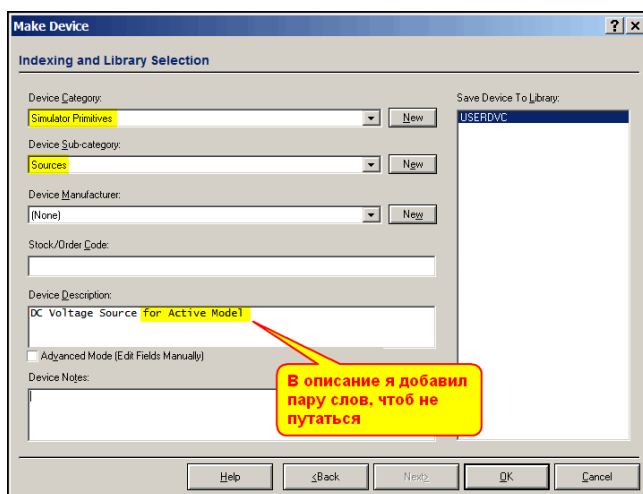 Make Device
Indexing and Library Selection
Device Category:
Simulator Primitives
New
Device Sub-category:
Sources
New
Device Manufacturer:
(None)
New
Stock/Order Code:
Device Description:
DC Voltage Source for Active Model
Advanced Mode (Edit Fields Manually)
Device Notes:
Save Device To Library:
USERDVC
В описание я добавил
пару слов, чтоб не
путаться
Help
<Back
Next>
OK
Cancel